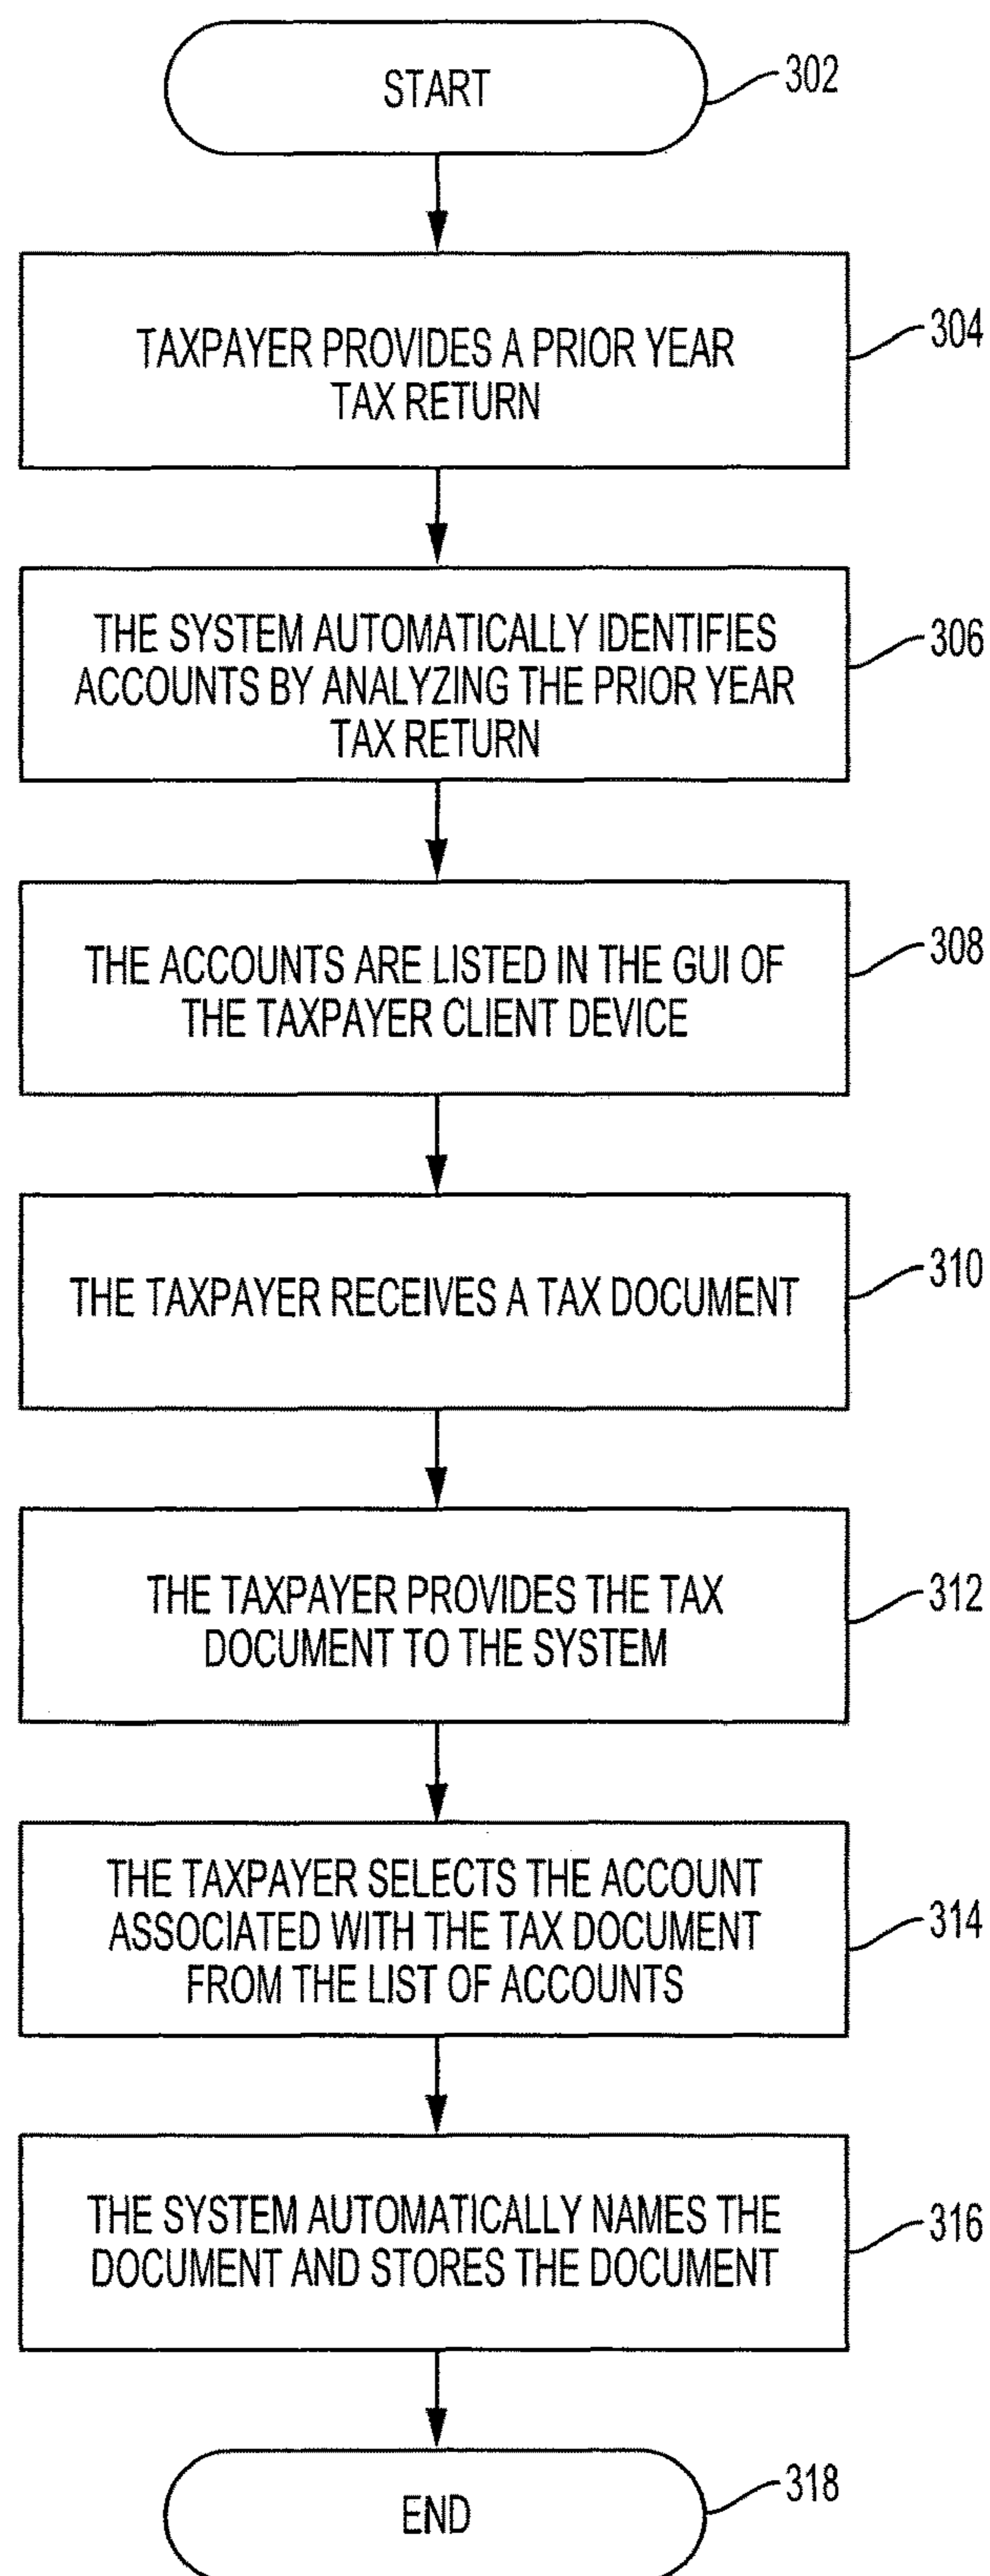 START
302
TAXPAYER PROVIDES A PRIOR YEAR
TAX RETURN
304
THE SYSTEM AUTOMATICALLY IDENTIFIES
ACCOUNTS BY ANALYZING THE PRIOR YEAR
TAX RETURN
306
THE ACCOUNTS ARE LISTED IN THE GUI OF
THE TAXPAYER CLIENT DEVICE
308
THE TAXPAYER RECEIVES A TAX DOCUMENT
310
THE TAXPAYER PROVIDES THE TAX
DOCUMENT TO THE SYSTEM
312
THE TAXPAYER SELECTS THE ACCOUNT
ASSOCIATED WITH THE TAX DOCUMENT
FROM THE LIST OF ACCOUNTS
314
THE SYSTEM AUTOMATICALLY NAMES THE
DOCUMENT AND STORES THE DOCUMENT
316
END
318